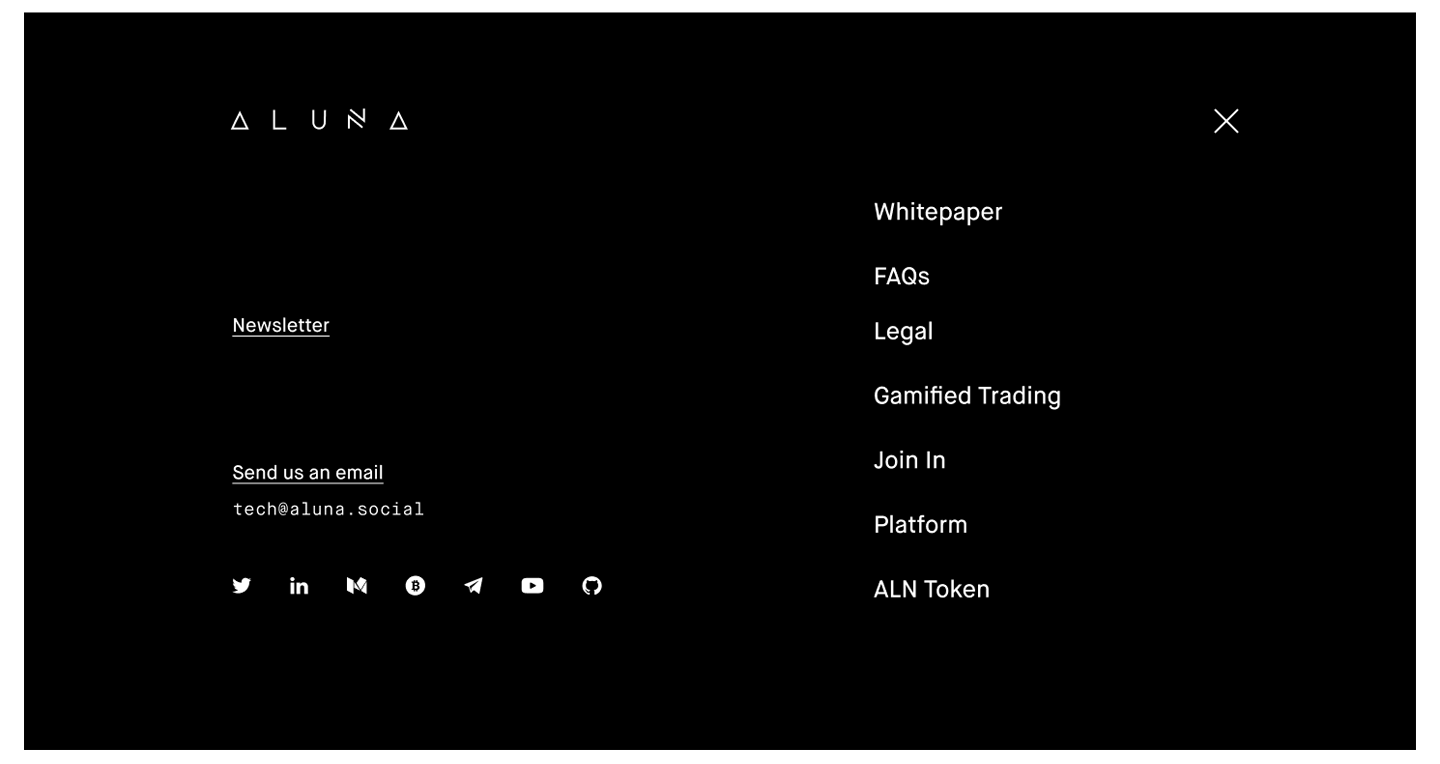 ALUNA
Newsletter
Send us an email
tech@aluna.social
Whitepaper
FAQs
Legal
Gamified Trading
Join In
Platform
ALN Token